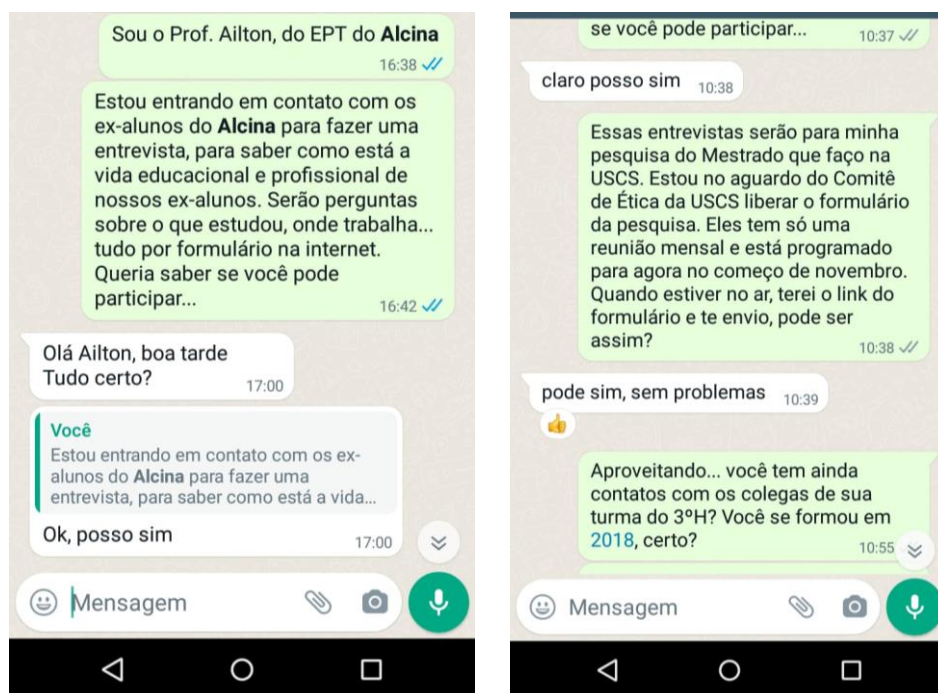 Sou o Prof. Ailton, do EPT do Alcina
16:38
Estou entrando em contato com os
ex-alunos do Alcina para fazer uma
entrevista, para saber como está a
vida educacional e profissional de
nossos ex-alunos. Serão perguntas
sobre o que estudou, onde trabalha...
tudo por formulário na internet.
Queria saber se você pode
participar...
16:42
Olá Ailton, boa tarde
Tudo certo?
17:00
Você
Estou entrando em contato com os ex-
alunos do Alcina para fazer uma
entrevista, para saber como está a vida...
Ok, posso sim
17:00
Mensagem
se você pode participar...
10:37
claro posso sim
10:38
Essas entrevistas serão para minha
pesquisa do Mestrado que faço na
USCS. Estou no aguardo do Comitê
de Ética da USCS liberar o formulário
da pesquisa. Eles tem só uma
reunião mensal e está programado
para agora no começo de novembro.
Quando estiver no ar, terei o link do
formulário e te envio, pode ser
assim?
10:38
pode sim, sem problemas
10:39
Aproveitando... você tem ainda
contatos com os colegas de sua
turma do 3ºH? Você se formou em
2018, certo?
10:55
Mensagem